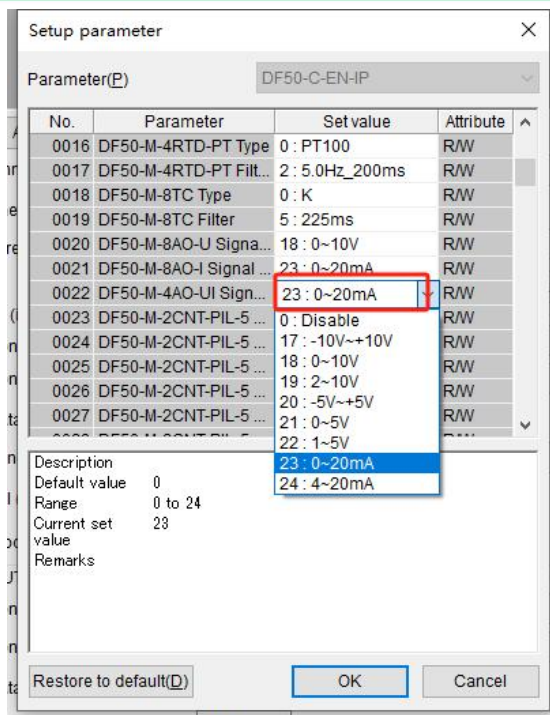 Setup parameter
Parameter(P) DF50-C-EN-IP
No. Parameter Set value Attribute
0016 DF50-M-4RTD-PT Type 0 : PT100 R/W
0017 DF50-M-4RTD-PT Filt... 2 : 5.0Hz_200ms R/W
0018 DF50-M-8TC Type 0 : K R/W
0019 DF50-M-8TC Filter 5 : 225ms R/W
0020 DF50-M-8AO-U Signa... 18 : 0~10V R/W
0021 DF50-M-8AO-I Signal ... 23 : 0~20mA R/W
0022 DF50-M-4AO-UI Sign... 23 : 0~20mA R/W
0023 DF50-M-2CNT-PIL-5 ... 0 : Disable R/W
0024 DF50-M-2CNT-PIL-5 ... 17 : -10V~+10V R/W
18 : 0~10V
0025 DF50-M-2CNT-PIL-5 ... 19 : 2~10V R/W
0026 DF50-M-2CNT-PIL-5 ... 20 : -5V~+5V R/W
0027 DF50-M-2CNT-PIL-5 ... 21 : 0~5V R/W
22 : 1~5V
23 : 0~20mA
24 : 4~20mA
Description
Default value 0
Range 0 to 24
Current set value 23
Remarks
Restore to default(D) OK Cancel